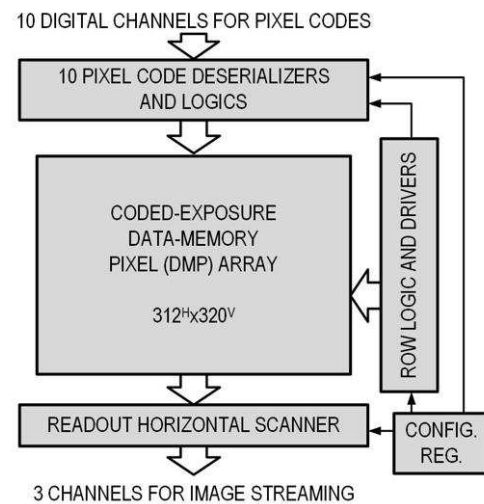 10 DIGITAL CHANNELS FOR PIXEL CODES
10 PIXEL CODE DESERIALIZERS
AND LOGICS
CODED-EXPOSURE
DATA-MEMORY
PIXEL (DMP) ARRAY
312ᴴx320ⱽ
ROW LOGIC AND DRIVERS
READOUT HORIZONTAL SCANNER
CONFIG.
REG.
3 CHANNELS FOR IMAGE STREAMING